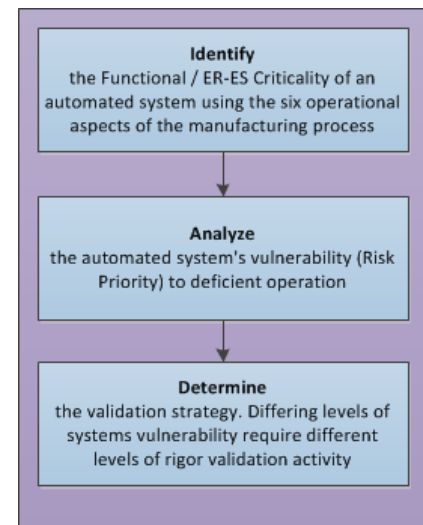 Identify
the Functional / ER-ES Criticality of an
automated system using the six operational
aspects of the manufacturing process
Analyze
the automated system's vulnerability (Risk
Priority) to deficient operation
Determine
the validation strategy. Differing levels of
systems vulnerability require different
levels of rigor validation activity